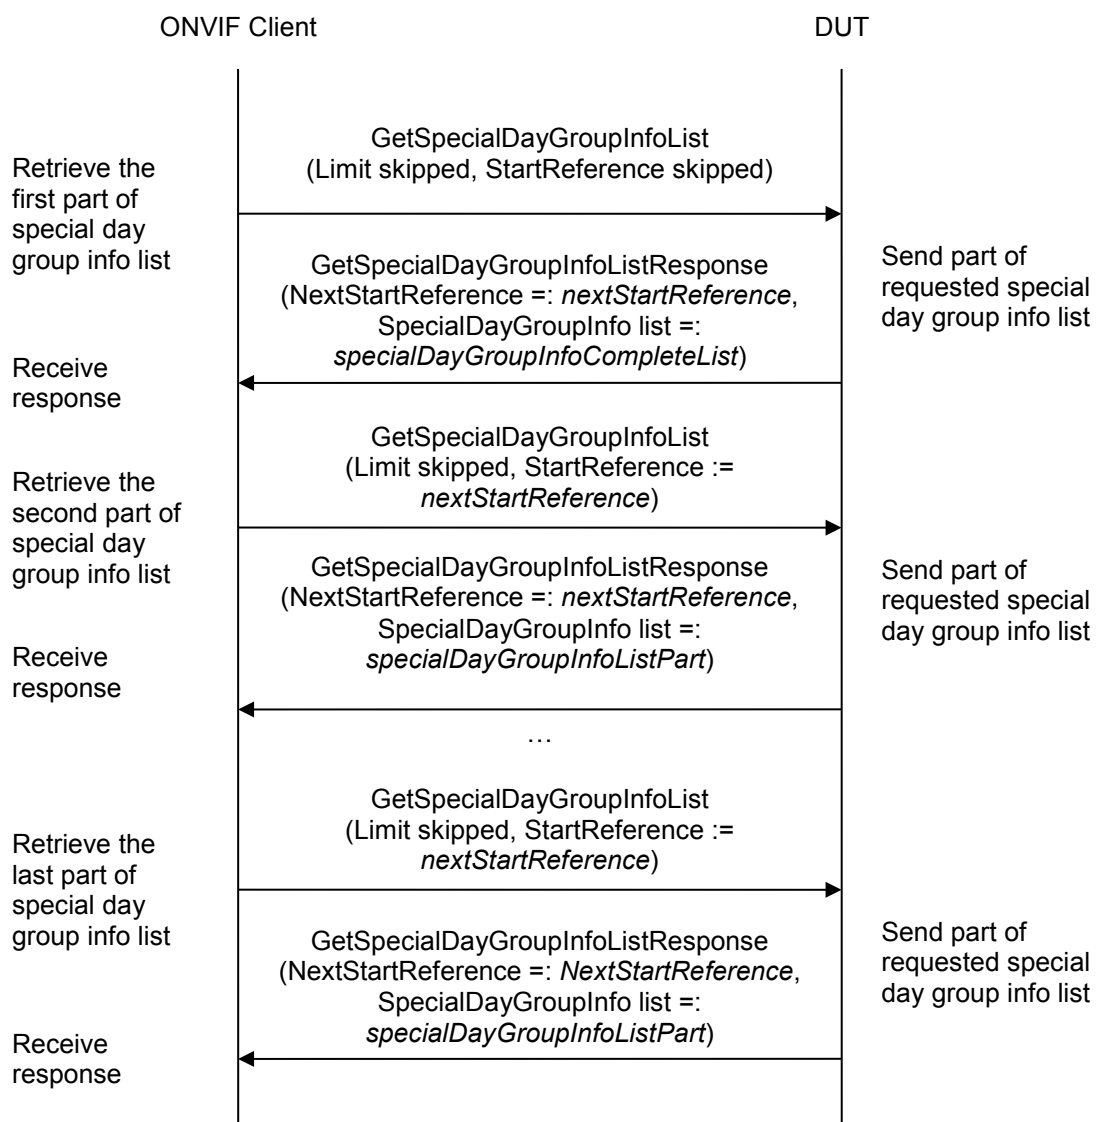 ONVIF Client
DUT
GetSpecialDayGroupInfoList
(Limit skipped, StartReference skipped)
Retrieve the
first part of
special day
group info list
GetSpecialDayGroupInfoListResponse
(NextStartReference =: nextStartReference,
SpecialDayGroupInfo list =:
specialDayGroupInfoCompleteList)
Send part of
requested special
day group info list
Receive
response
GetSpecialDayGroupInfoList
(Limit skipped, StartReference :=
nextStartReference)
Retrieve the
second part of
special day
group info list
GetSpecialDayGroupInfoListResponse
(NextStartReference =: nextStartReference,
SpecialDayGroupInfo list =:
specialDayGroupInfoListPart)
Send part of
requested special
day group info list
Receive
response
…
GetSpecialDayGroupInfoList
(Limit skipped, StartReference :=
nextStartReference)
Retrieve the
last part of
special day
group info list
GetSpecialDayGroupInfoListResponse
(NextStartReference =: NextStartReference,
SpecialDayGroupInfo list =:
specialDayGroupInfoListPart)
Send part of
requested special
day group info list
Receive
response